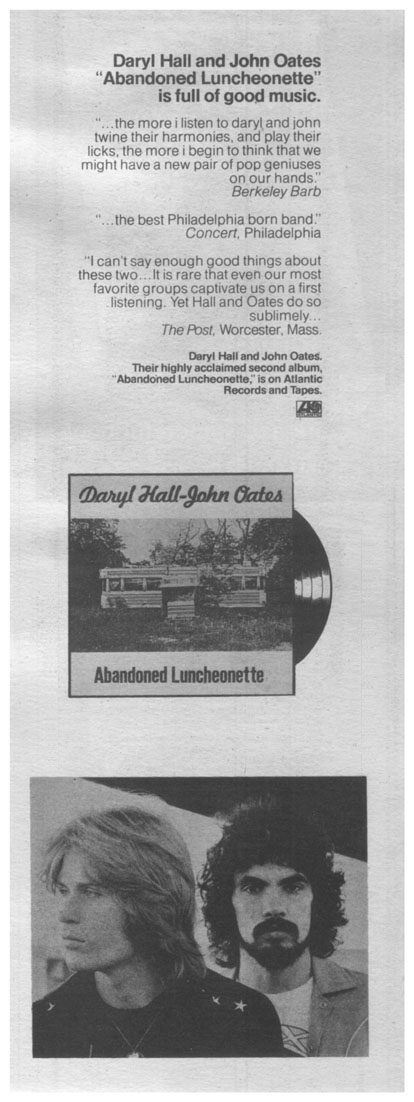 Daryl Hall and John Oates
"Abandoned Luncheonette"
is full of good music.
"...the more i listen to daryl and john
twine their harmonies, and play their
licks, the more i begin to think that we
might have a new pair of pop geniuses
on our hands."
Berkeley Barb
"...the best Philadelphia born band."
Concert, Philadelphia
"I can't say enough good things about
these two...It is rare that even our most
favorite groups captivate us on a first
listening. Yet Hall and Oates do so
sublimely...
The Post, Worcester, Mass.
Daryl Hall and John Oates.
Their highly acclaimed second album,
"Abandoned Luncheonette," is on Atlantic
Records and Tapes.
Daryl Hall-John Oates
Abandoned Luncheonette